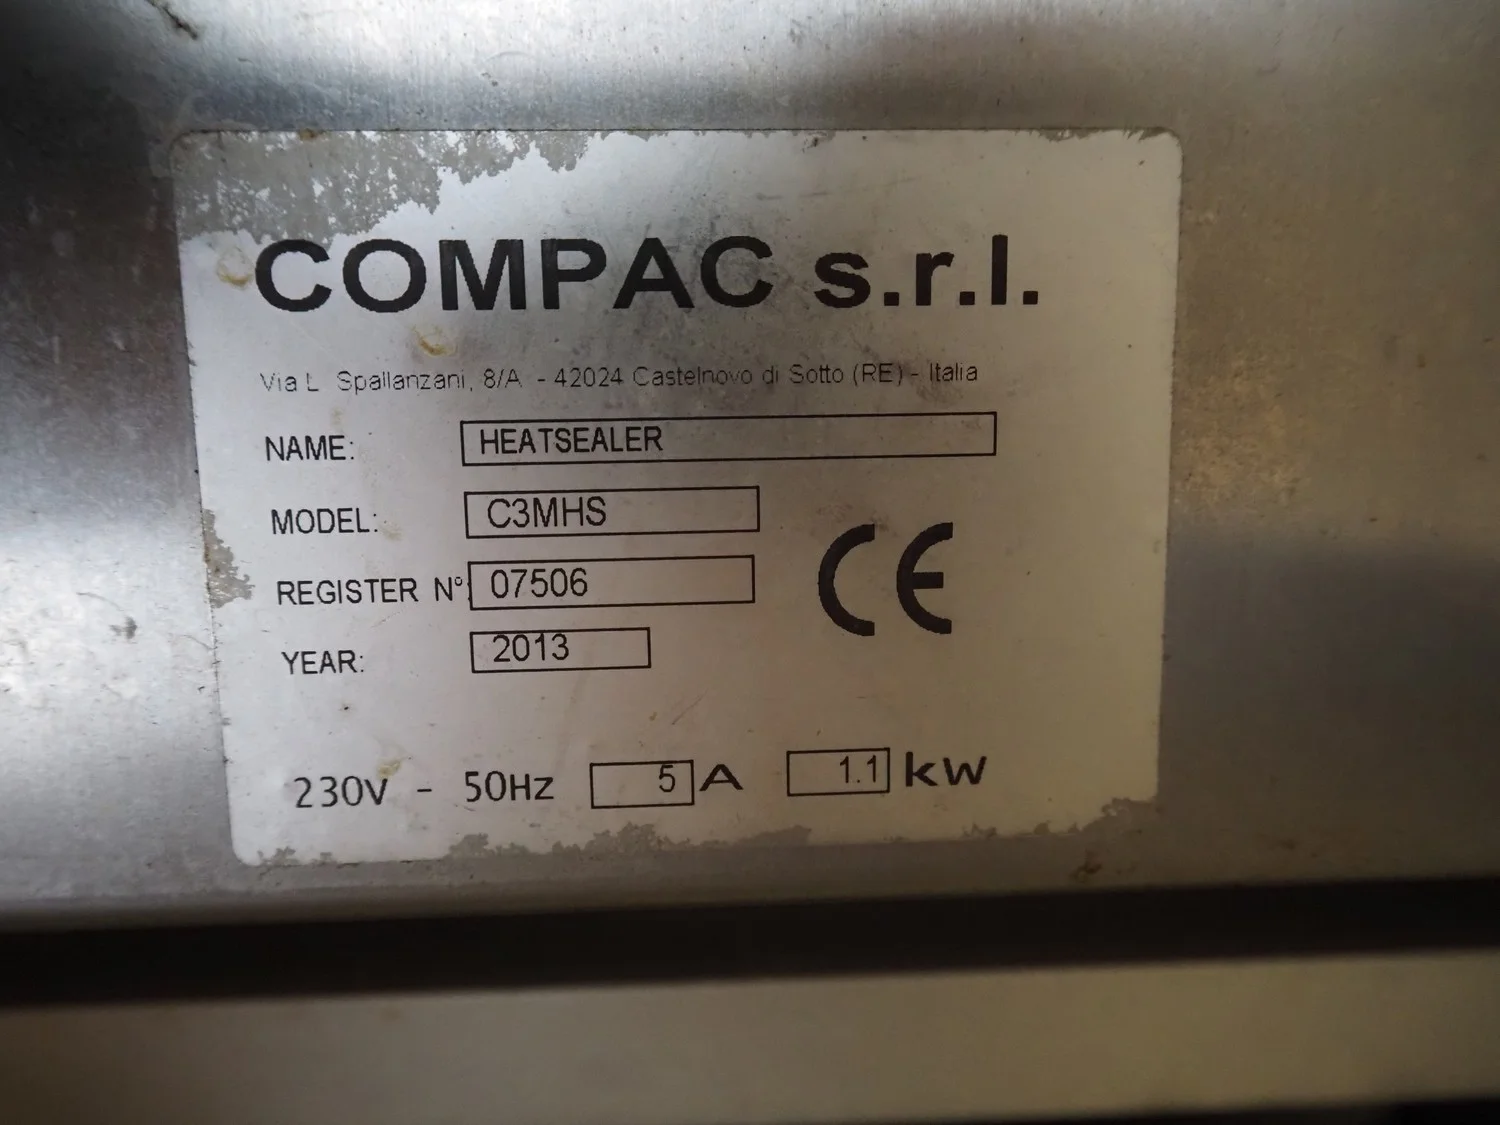 COMPAC s.r.l.
Via L Spallanzani, 8/A - 42024 Castelnovo di Sotto (RE) - Italia
NAME: HEATSEALER
MODEL: C3MHS
REGISTER N° 07506
YEAR: 2013
CE
230V - 50Hz 5 A 1.1 kW